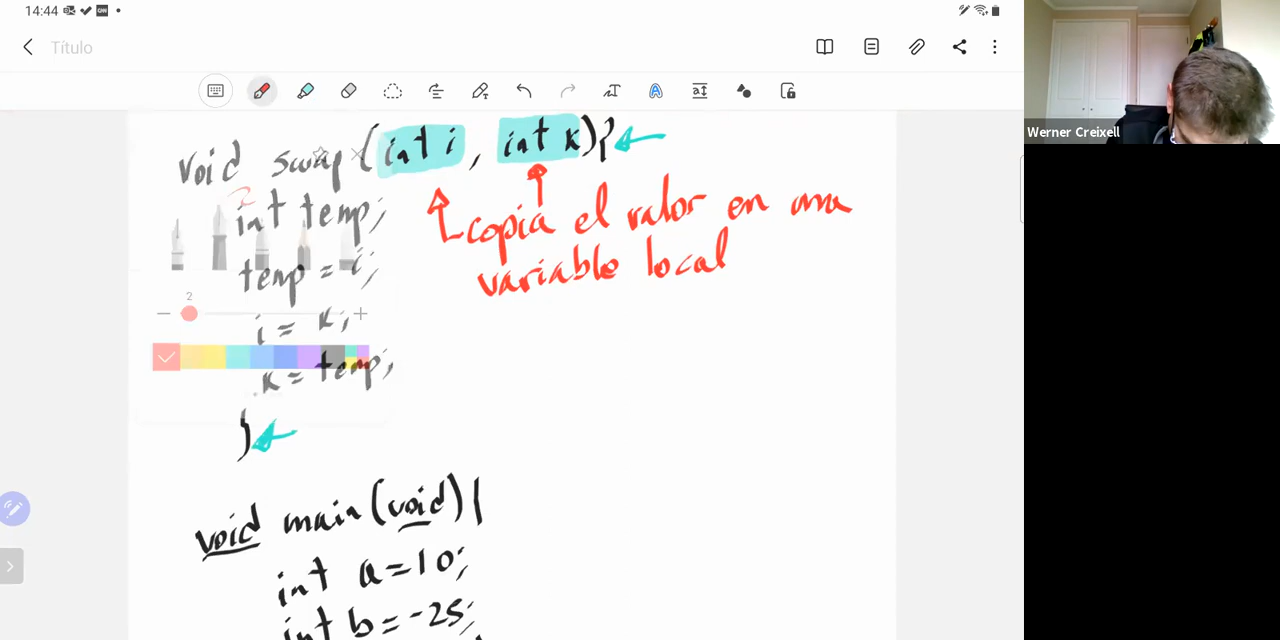 14:44
Título
void swap (int i, int k){
int temp;
copia el valor en una
variable local
temp = i;
2
i = k;
k = temp;
}
void main (void) {
int a = 10;
int b = -25;
Werner Creixell